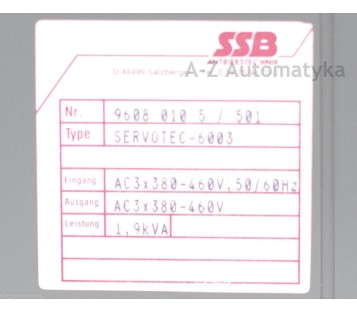 SSB
ANTRIEBSTECHNIK
D-48499 Salzbergen
A-Z Automatyka
Nr. 9608 010 5 / 501
Type SERVOTEC-6003
Eingang AC3x380-460V, 50/60Hz
Ausgang AC3x380-460V
Leistung 1,9kVA